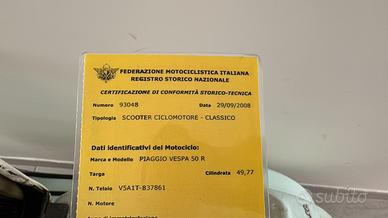 FEDERAZIONE MOTOCICLISTICA ITALIANA
REGISTRO STORICO NAZIONALE
CERTIFICAZIONE DI CONFORMITÀ STORICO-TECNICA
Numero 93048 Data 29/09/2008
Tipologia SCOOTER CICLOMOTORE - CLASSICO
Dati identificativi del Motociclo:
Marca e Modello PIAGGIO VESPA 50 R
Targa Cilindrata 49,77
N. Telaio V5A1T-837861
N. Motore
subito